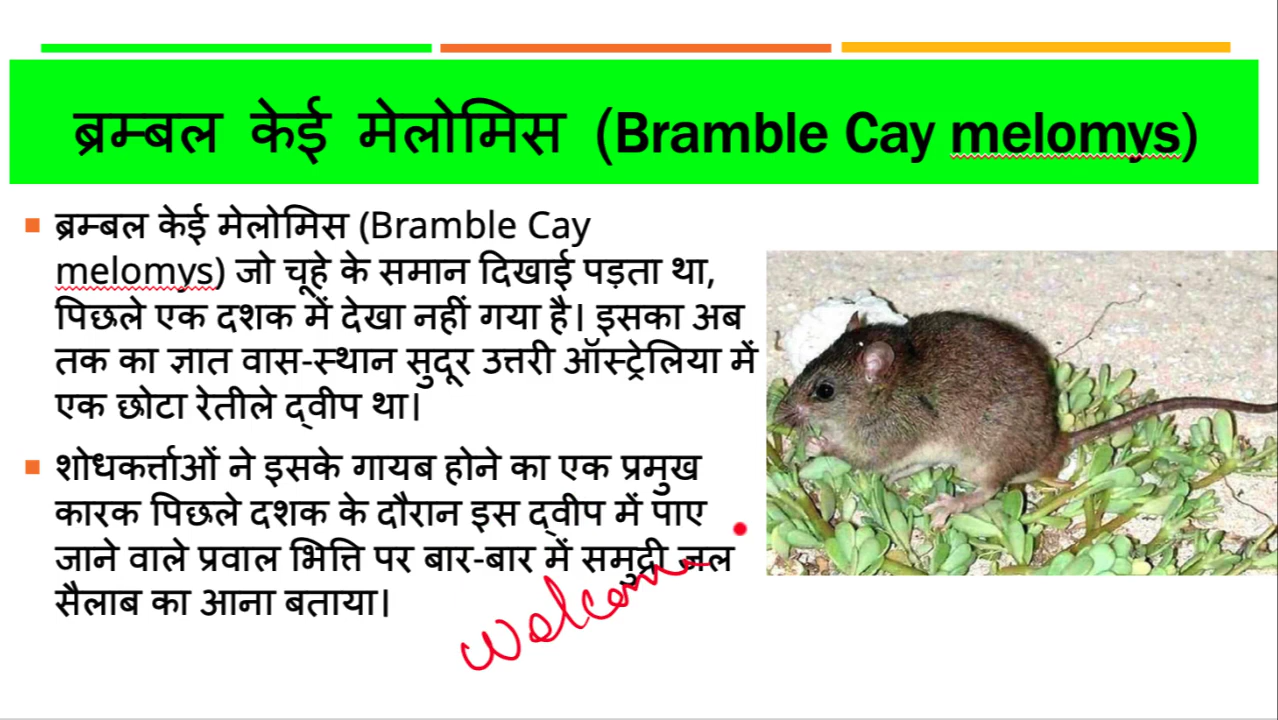 ब्रम्बल केई मेलोमिस (Bramble Cay melomys)
ब्रम्बल केई मेलोमिस (Bramble Cay
melomys) जो चूहे के समान दिखाई पड़ता था,
पिछले एक दशक में देखा नहीं गया है। इसका अब
तक का ज्ञात वास-स्थान सुदूर उत्तरी ऑस्ट्रेलिया में
एक छोटा रेतीले द्वीप था।
शोधकर्त्ताओं ने इसके गायब होने का एक प्रमुख
कारक पिछले दशक के दौरान इस द्वीप में पाए
जाने वाले प्रवाल भित्ति पर बार-बार में समुद्री जल
सैलाब का आना बताया।
Welcom